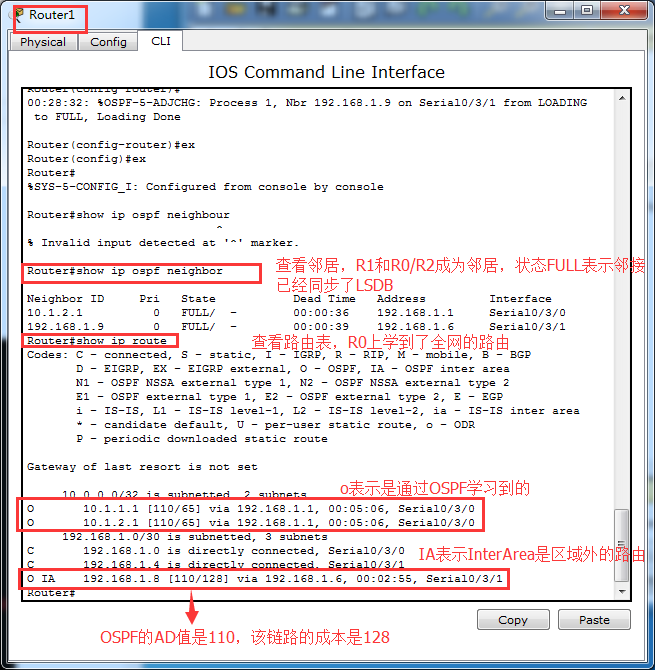 Router1
Physical Config CLI
IOS Command Line Interface
Router(config-router)#
00:28:32: %OSPF-5-ADJCHG: Process 1, Nbr 192.168.1.9 on Serial0/3/1 from LOADING
to FULL, Loading Done
Router(config-router)#ex
Router(config)#ex
Router#
%SYS-5-CONFIG_I: Configured from console by console
Router#show ip ospf neighbour
^
% Invalid input detected at '^' marker.
Router#show ip ospf neighbor
查看邻居，R1和R0/R2成为邻居，状态FULL表示邻接
已经同步了LSDB
Neighbor ID Pri State Dead Time Address Interface
10.1.2.1 0 FULL/ - 00:00:36 192.168.1.1 Serial0/3/0
192.168.1.9 0 FULL/ - 00:00:39 192.168.1.6 Serial0/3/1
Router#show ip route
查看路由表，R0上学到了全网的路由
Codes: C - connected, S - static, I - IGRP, R - RIP, M - mobile, B - BGP
D - EIGRP, EX - EIGRP external, O - OSPF, IA - OSPF inter area
N1 - OSPF NSSA external type 1, N2 - OSPF NSSA external type 2
E1 - OSPF external type 1, E2 - OSPF external type 2, E - EGP
i - IS-IS, L1 - IS-IS level-1, L2 - IS-IS level-2, ia - IS-IS inter area
* - candidate default, U - per-user static route, o - ODR
P - periodic downloaded static route
Gateway of last resort is not set
10.0.0.0/32 is subnetted, 2 subnets
o表示是通过OSPF学习到的
O 10.1.1.1 [110/65] via 192.168.1.1, 00:05:06, Serial0/3/0
O 10.1.2.1 [110/65] via 192.168.1.1, 00:05:06, Serial0/3/0
192.168.1.0/30 is subnetted, 3 subnets
C 192.168.1.0 is directly connected, Serial0/3/0
IA表示InterArea是区域外的路由
C 192.168.1.4 is directly connected, Serial0/3/1
O IA 192.168.1.8 [110/128] via 192.168.1.6, 00:02:55, Serial0/3/1
Router#
Copy Paste
OSPF的AD值是110，该链路的成本是128